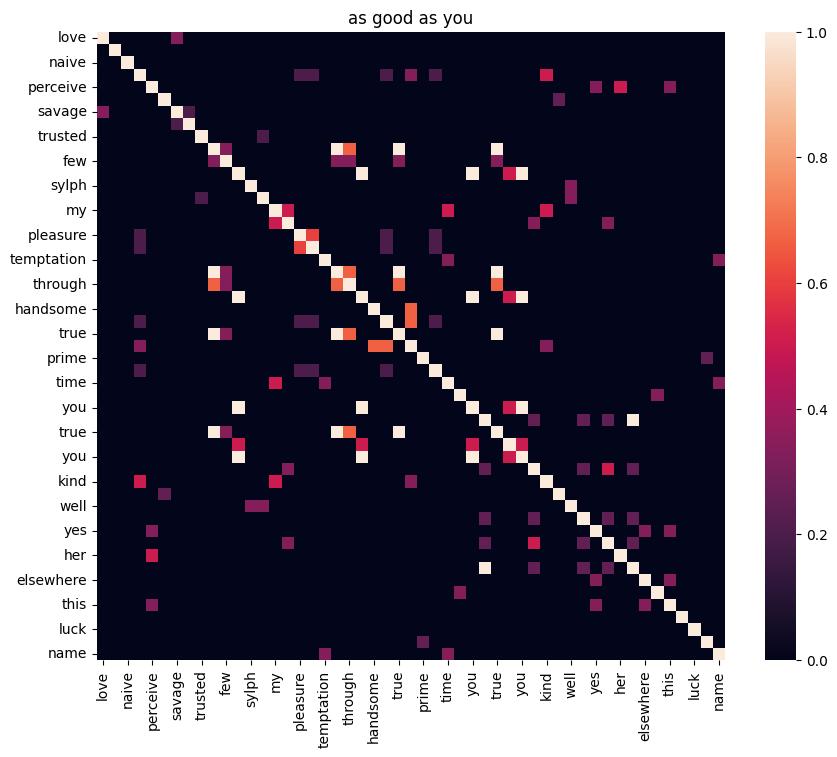 as good as you
love
naive
perceive
savage
trusted
few
sylph
my
pleasure
temptation
through
handsome
true
prime
time
you
true
you
kind
well
yes
her
elsewhere
this
luck
name
1.0
0.8
0.6
0.4
0.2
0.0
love
naive
perceive
savage
trusted
few
sylph
my
pleasure
temptation
through
handsome
true
prime
time
you
true
you
kind
well
yes
her
elsewhere
this
luck
name